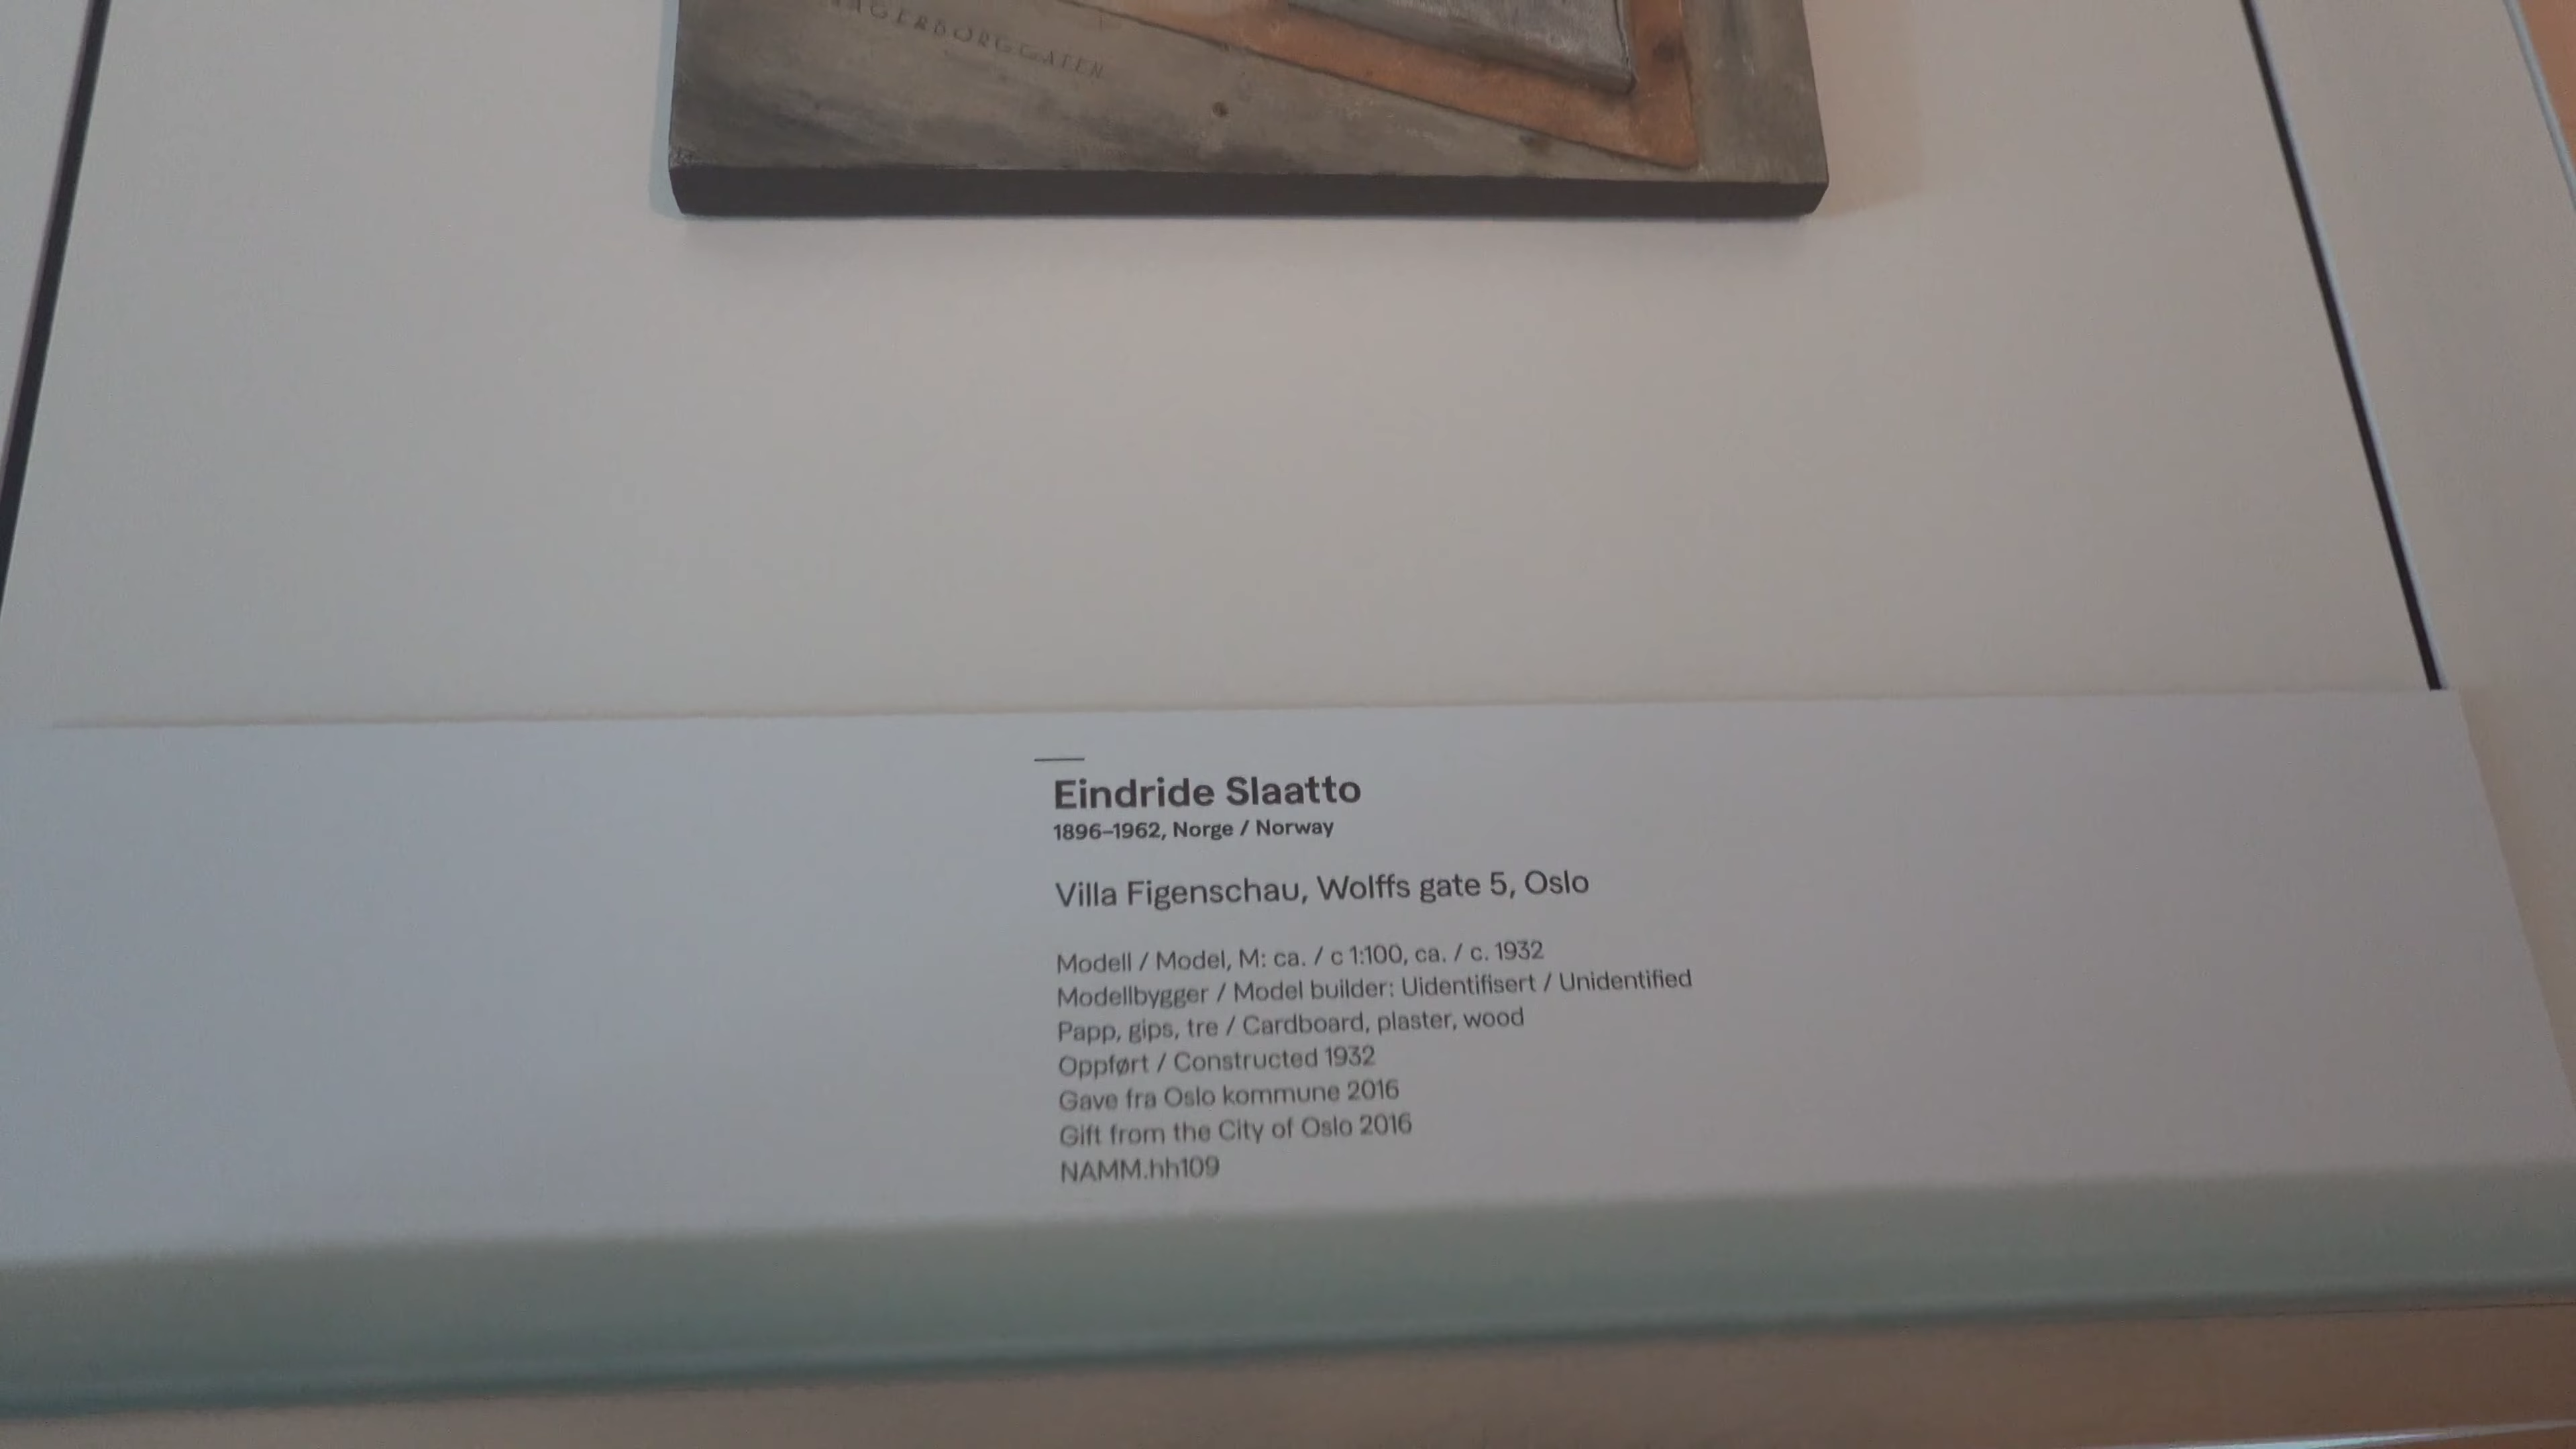 AGERBORGGATEN
Eindride Slaatto
1896–1962, Norge / Norway
Villa Figenschau, Wolffs gate 5, Oslo
Modell / Model, M: ca. / c 1:100, ca. / c. 1932
Modellbygger / Model builder: Uidentifisert / Unidentified
Papp, gips, tre / Cardboard, plaster, wood
Oppført / Constructed 1932
Gave fra Oslo kommune 2016
Gift from the City of Oslo 2016
NAMM.hh109